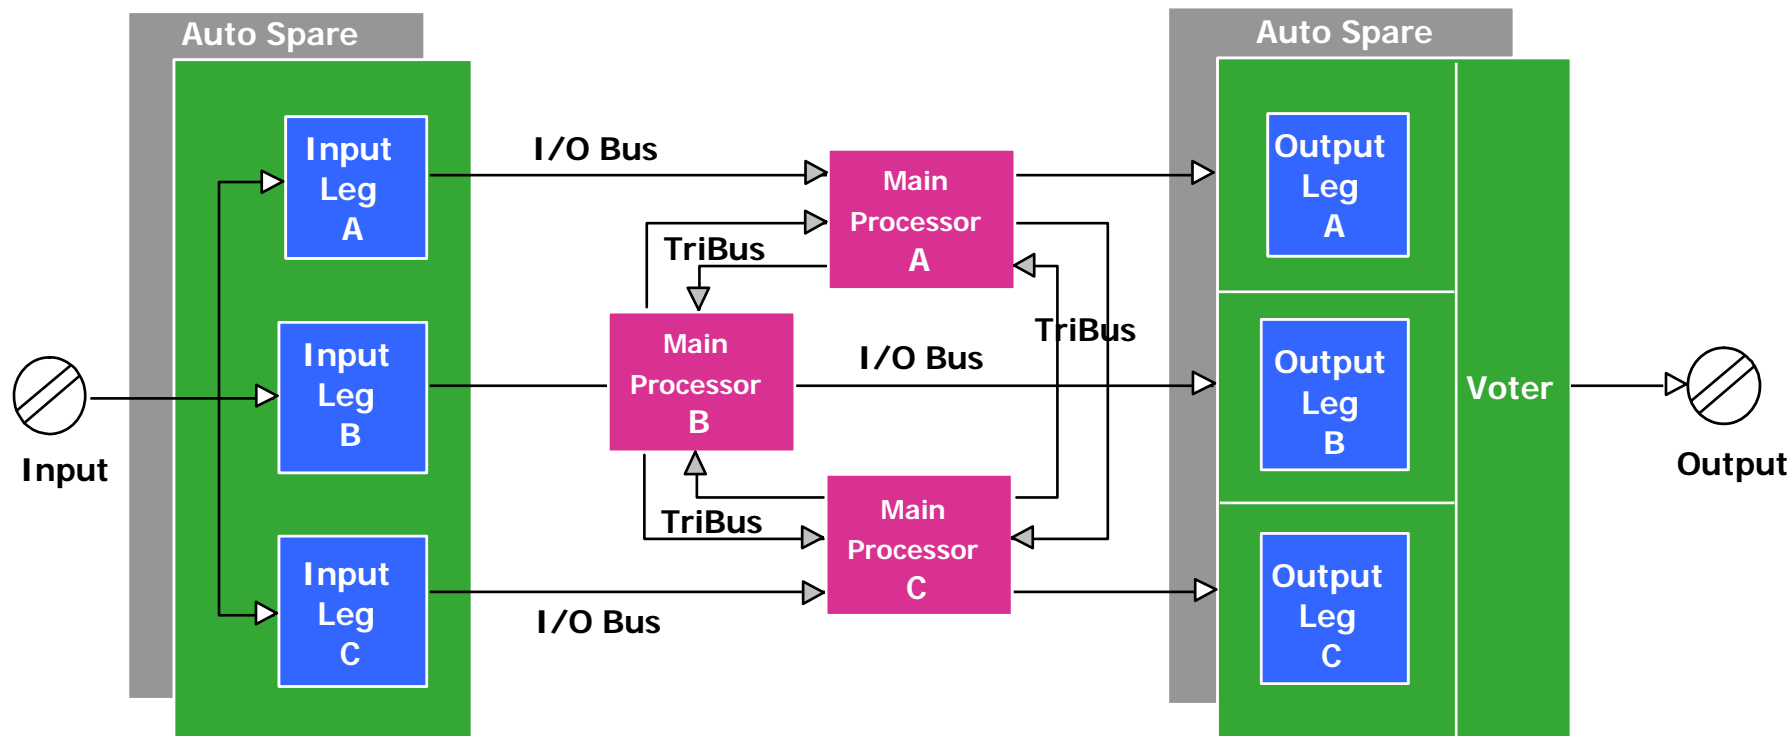 Auto Spare
Auto Spare
Input
Leg
A
I/O Bus
Main
Processor
A
Output
Leg
A
TriBus
TriBus
Input
Leg
B
Main
Processor
B
I/O Bus
Output
Leg
B
Voter
Input
Output
TriBus
Main
Processor
C
Input
Leg
C
I/O Bus
Output
Leg
C